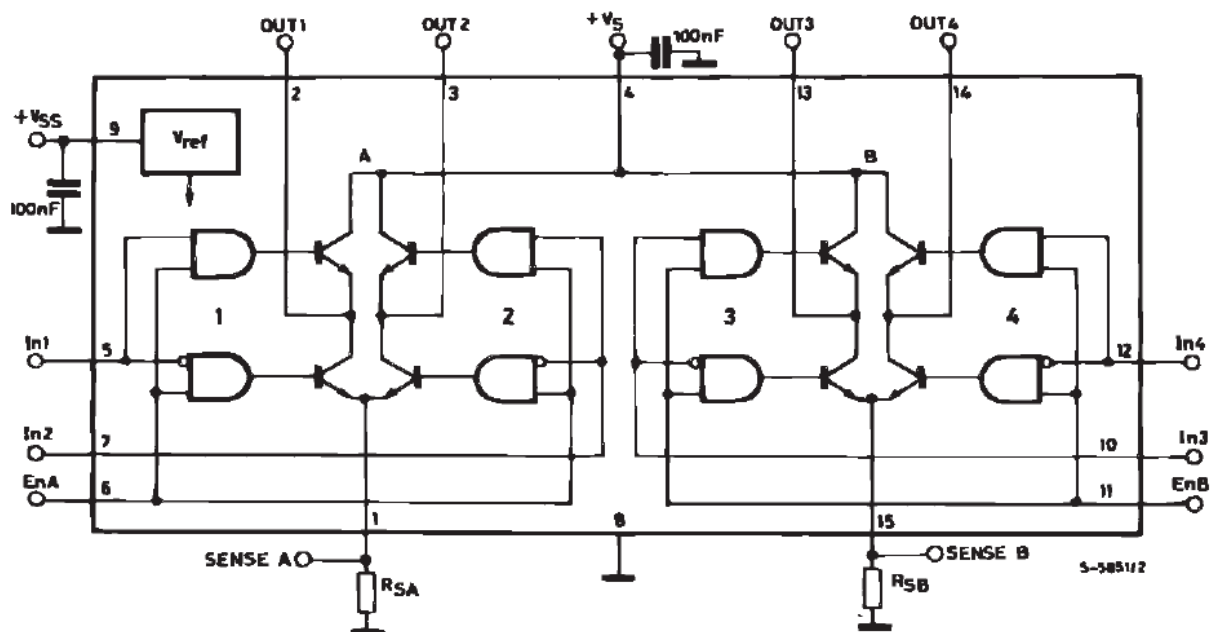 OUT1 OUT2 +VS 100nF OUT3 OUT4
2 3 4 13 14
+VSS 9 Vref
A B
100nF
1 2 3 4
In1 5 12 In4
In2 7 10 In3
EnA 6 11 EnB
1 8 15
SENSE A SENSE B
RSA RSB
S-5851/2